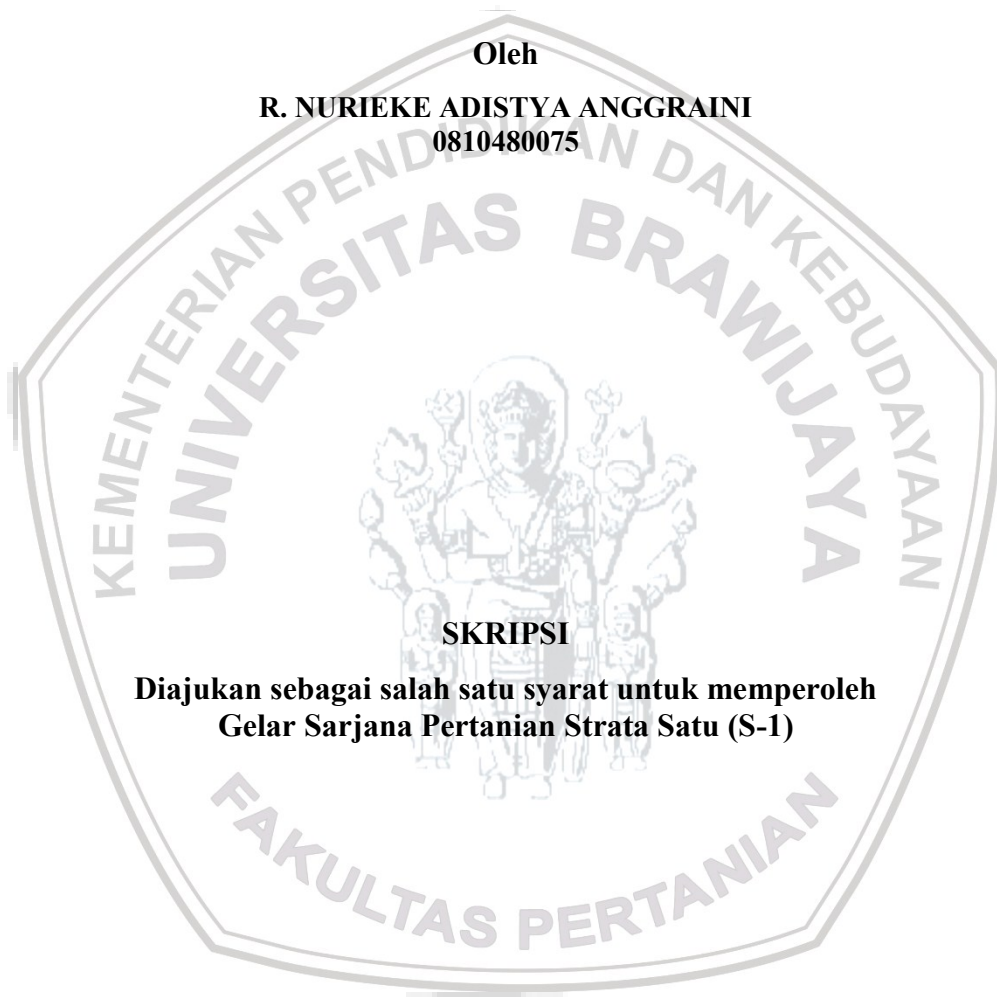 Oleh
R. NURIEKE ADISTYA ANGGRAINI
0810480075
KEMENTERIAN PENDIDIKAN DAN KEBUDAYAAN
UNIVERSITAS BRAWIJAYA
SKRIPSI
Diajukan sebagai salah satu syarat untuk memperoleh
Gelar Sarjana Pertanian Strata Satu (S-1)
FAKULTAS PERTANIAN